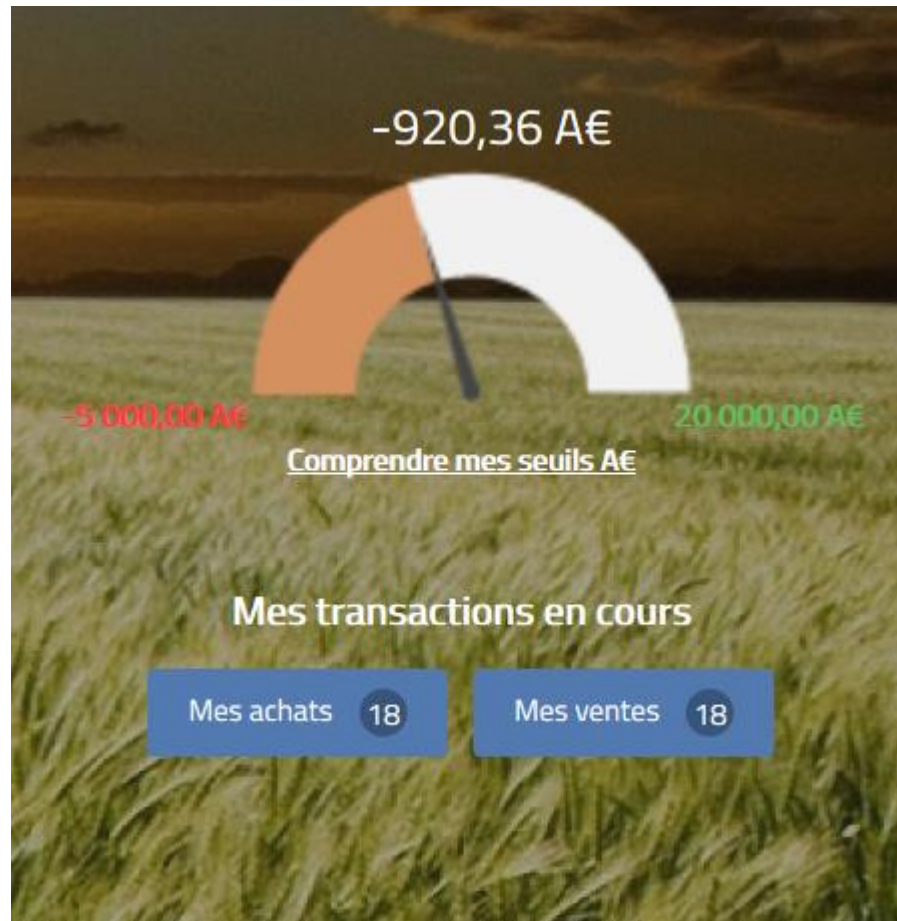 -920,36 A€
-5 000,00 A€
20 000,00 A€
Comprendre mes seuils A€
Mes transactions en cours
Mes achats 18
Mes ventes 18